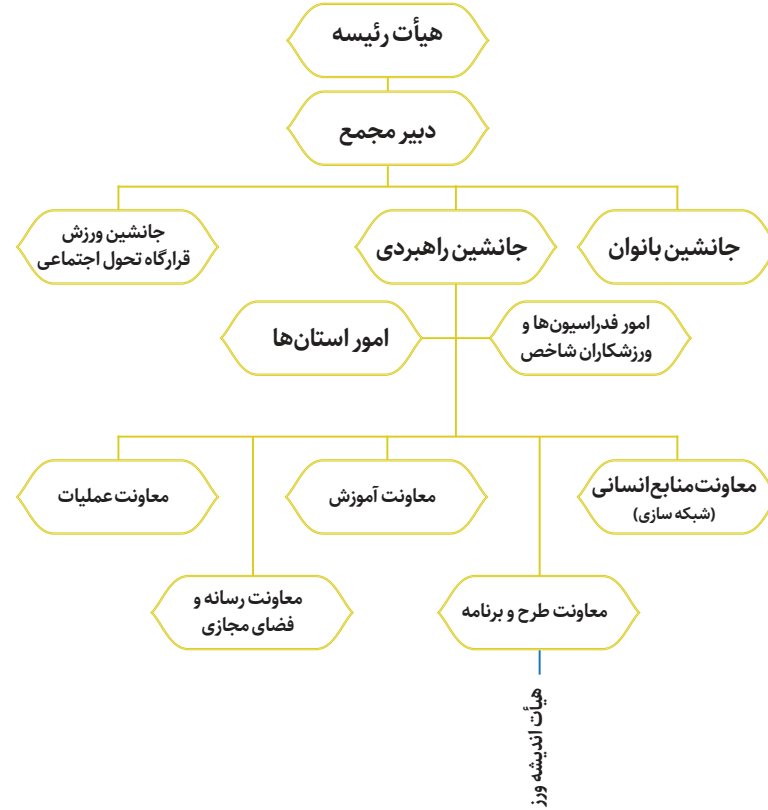 هیأت رئیسه
دبیر مجمع
جانشین بانوان
جانشین راهبردی
جانشین ورزش
قرارگاه تحول اجتماعی
امور فدراسیون‌ها و
ورزشکاران شاخص
امور استان‌ها
معاونت منابع انسانی
(شبکه سازی)
معاونت آموزش
معاونت عملیات
معاونت طرح و برنامه
معاونت رسانه و
فضای مجازی
هیأت اندیشه ورز